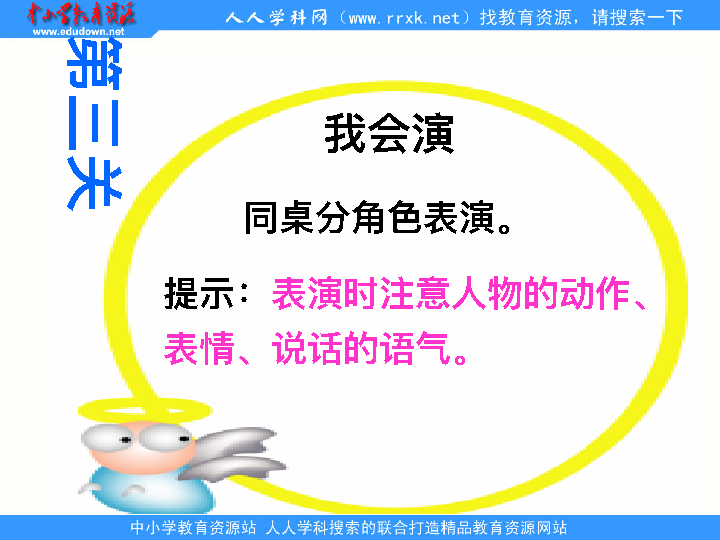 中小学教育资源
www.edudown.net
人人学科网（www.rrxk.net）找教育资源，请搜索一下
第三关
我会演
同桌分角色表演。
提示：表演时注意人物的动作、
表情、说话的语气。
中小学教育资源站 人人学科搜索的联合打造精品教育资源网站